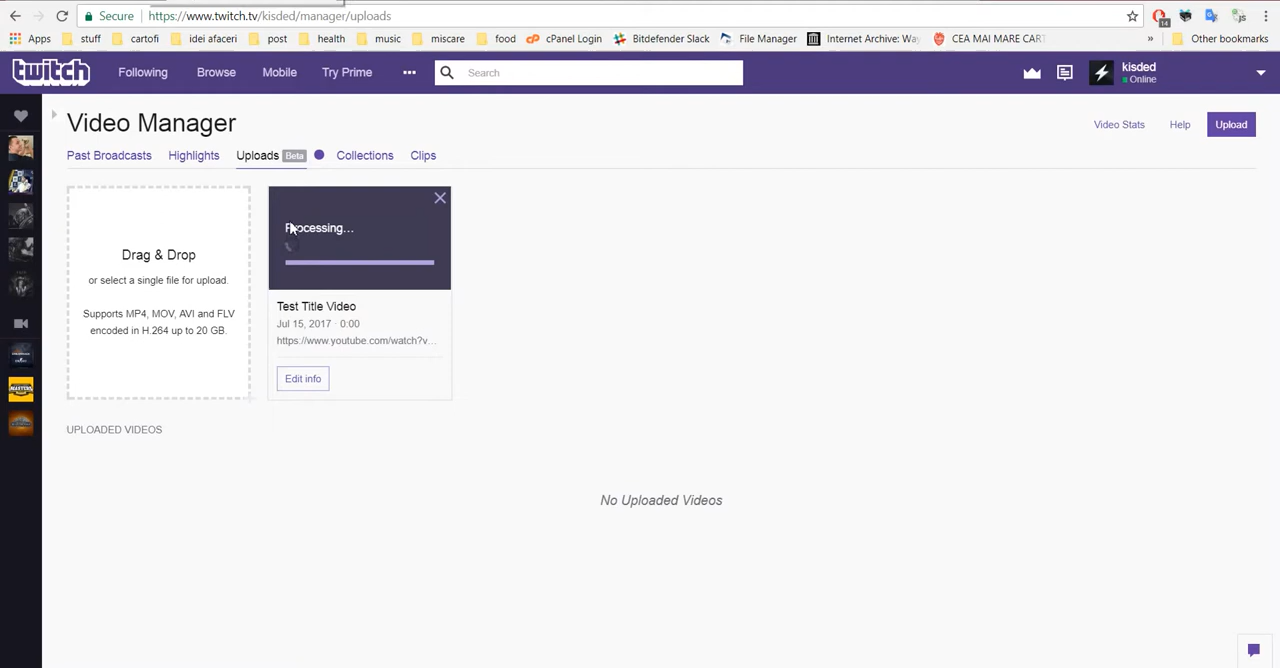 Secure https://www.twitch.tv/kisded/manager/uploads 14 js
Apps stuff cartofi idei afaceri post health music miscare food cPanel Login Bitdefender Slack File Manager Internet Archive: Way CEA MAI MARE CART » Other bookmarks
twitch Following Browse Mobile Try Prime ••• Search kisded
Online
Video Manager
Video Stats Help Upload
Past Broadcasts Highlights Uploads Beta Collections Clips
Drag & Drop
or select a single file for upload.
Supports MP4, MOV, AVI and FLV
encoded in H.264 up to 20 GB.
Processing...
Test Title Video
Jul 15, 2017 · 0:00
https://www.youtube.com/watch?v...
Edit info
UPLOADED VIDEOS
No Uploaded Videos